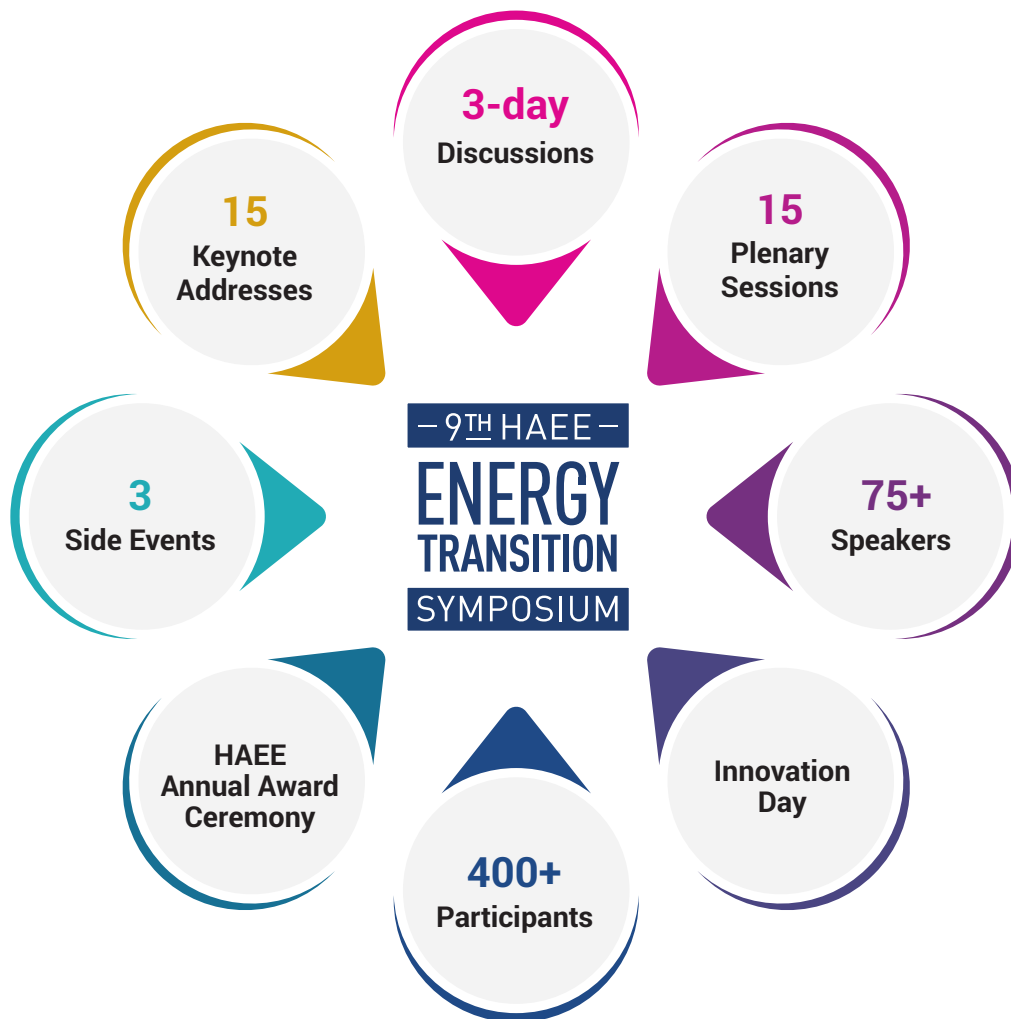 3-day
Discussions
15
Plenary
Sessions
75+
Speakers
Innovation
Day
400+
Participants
HAEE
Annual Award
Ceremony
3
Side Events
15
Keynote
Addresses
– 9TH HAEE –
ENERGY
TRANSITION
SYMPOSIUM